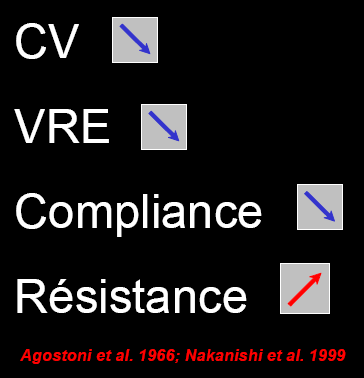 CV
VRE
Compliance
Résistance
Agostoni et al. 1966; Nakanishi et al. 1999